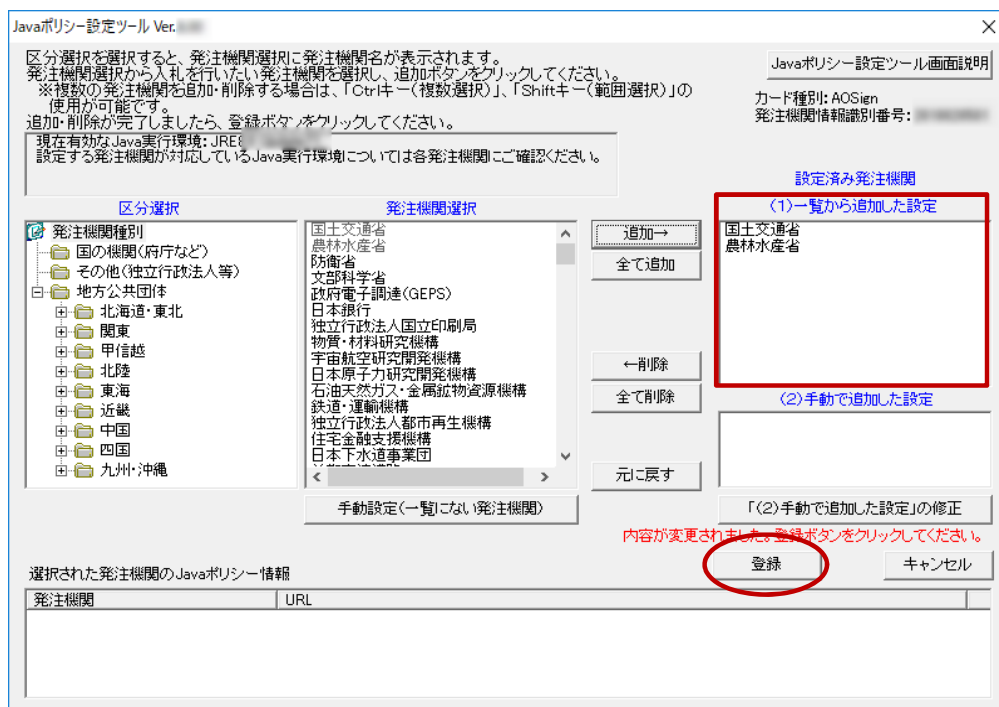 Javaポリシー設定ツール Ver.
区分選択を選択すると、発注機関選択に発注機関名が表示されます。
発注機関選択から入札を行いたい発注機関を選択し、追加ボタンをクリックしてください。
※複数の発注機関を追加・削除する場合は、「Ctrlキー(複数選択)」、「Shiftキー(範囲選択)」の
使用が可能です。
追加・削除が完了しましたら、登録ボタンをクリックしてください。
Javaポリシー設定ツール画面説明
カード種別: AOSign
発注機関情報識別番号:
現在有効なJava実行環境: JRE8
設定する発注機関が対応しているJava実行環境については各発注機関にご確認ください。
区分選択
発注機関種別
国の機関(府庁など)
その他(独立行政法人等)
地方公共団体
北海道・東北
関東
甲信越
北陸
東海
近畿
中国
四国
九州・沖縄
発注機関選択
国土交通省
農林水産省
防衛省
文部科学省
政府電子調達(GEPS)
日本銀行
独立行政法人国立印刷局
物質・材料研究機構
宇宙航空研究開発機構
日本原子力研究開発機構
石油天然ガス・金属鉱物資源機構
鉄道・運輸機構
独立行政法人都市再生機構
住宅金融支援機構
日本下水道事業団
手動設定(一覧にない発注機関)
追加→
全て追加
←削除
全て削除
元に戻す
設定済み発注機関
(1)一覧から追加した設定
国土交通省
農林水産省
(2)手動で追加した設定
「(2)手動で追加した設定」の修正
内容が変更されました。登録ボタンをクリックしてください。
登録
キャンセル
選択された発注機関のJavaポリシー情報
発注機関
URL